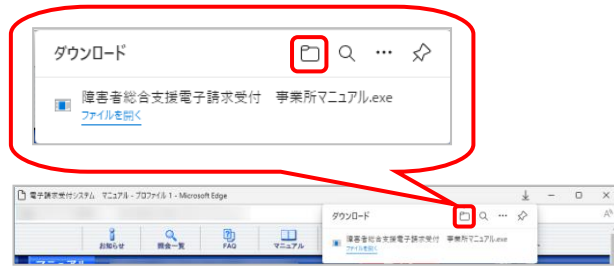 ダウンロード
障害者総合支援電子請求受付　事業所マニュアル.exe
ファイルを開く
電子請求受付システム　マニュアル - プロファイル 1 - Microsoft Edge
ダウンロード
障害者総合支援電子請求受付　事業所マニュアル.exe
ファイルを開く
お知らせ
照会一覧
FAQ
マニュアル
マニュアル